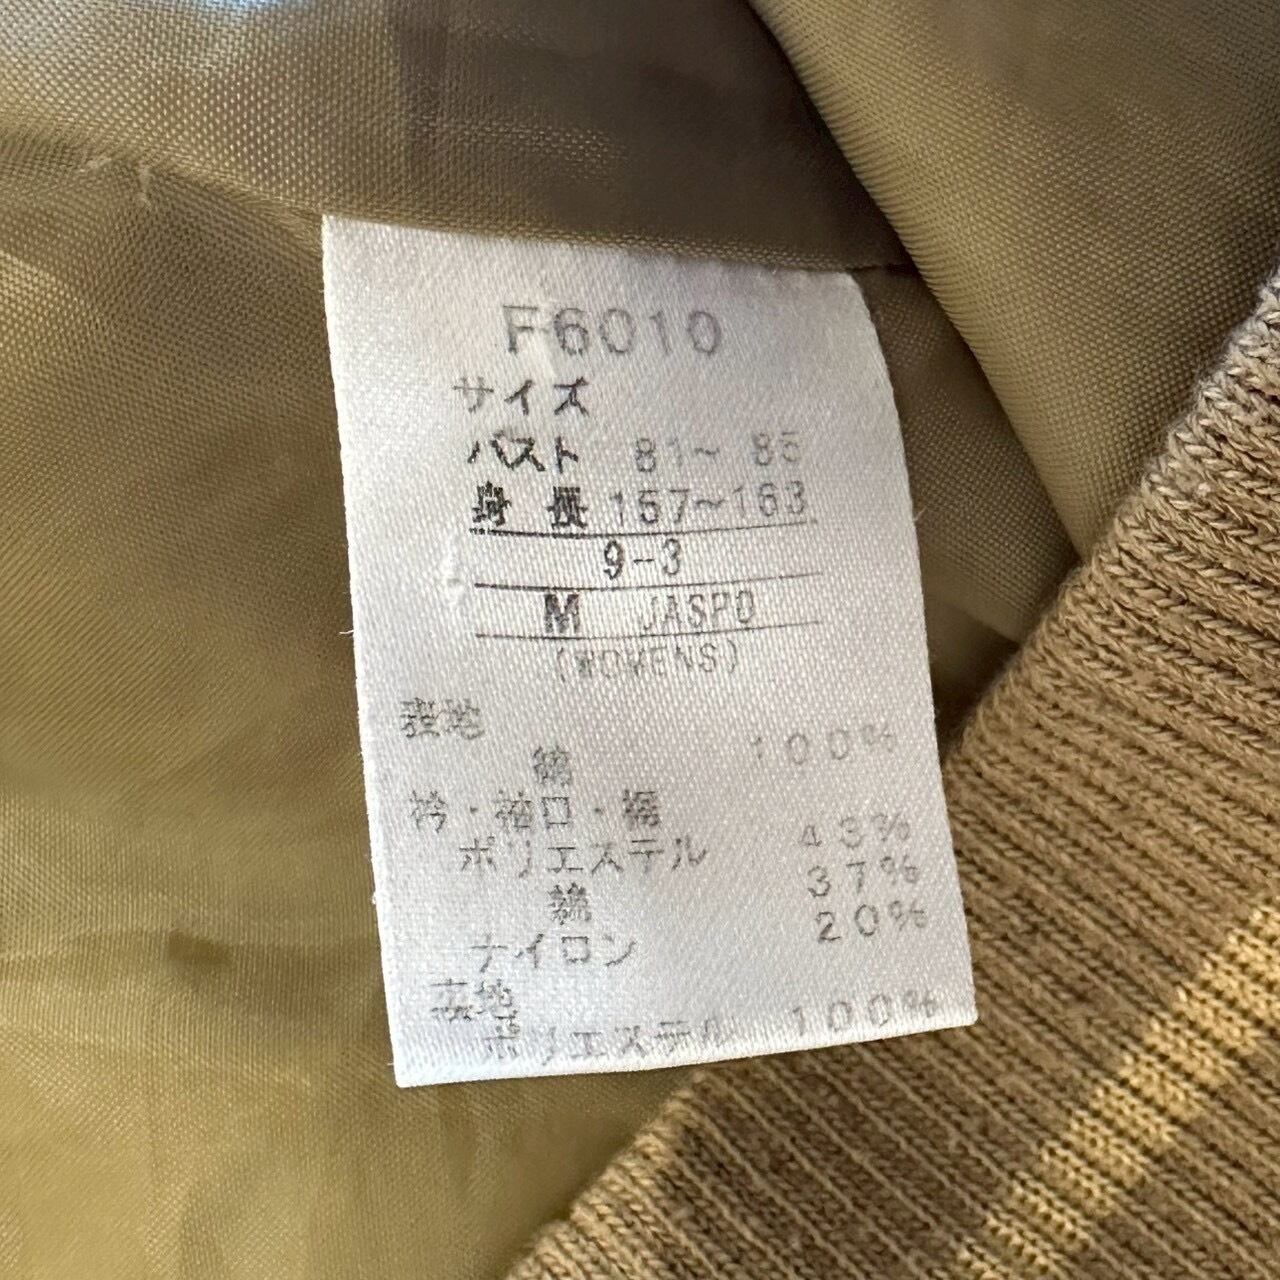 F6010
サイズ
バスト 81～ 85
身 長 157～163
9-3
M JASPO
(WOMENS)
表地
綿 100%
衿・袖口・裾
ポリエステル 43%
綿 37%
ナイロン 20%
裏地
ポリエステル 100%